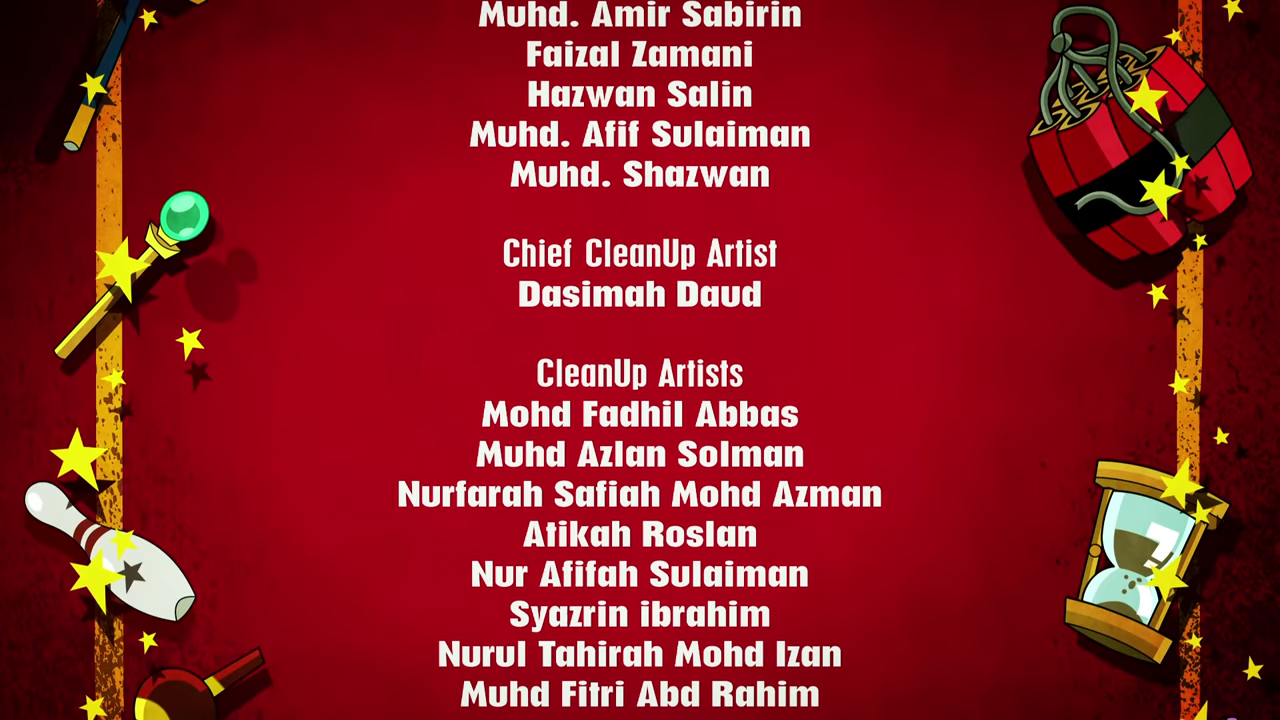 Muhd. Amir Sabirin
Faizal Zamani
Hazwan Salin
Muhd. Afif Sulaiman
Muhd. Shazwan
Chief CleanUp Artist
Dasimah Daud
CleanUp Artists
Mohd Fadhil Abbas
Muhd Azlan Solman
Nurfarah Safiah Mohd Azman
Atikah Roslan
Nur Afifah Sulaiman
Syazrin ibrahim
Nurul Tahirah Mohd Izan
Muhd Fitri Abd Rahim